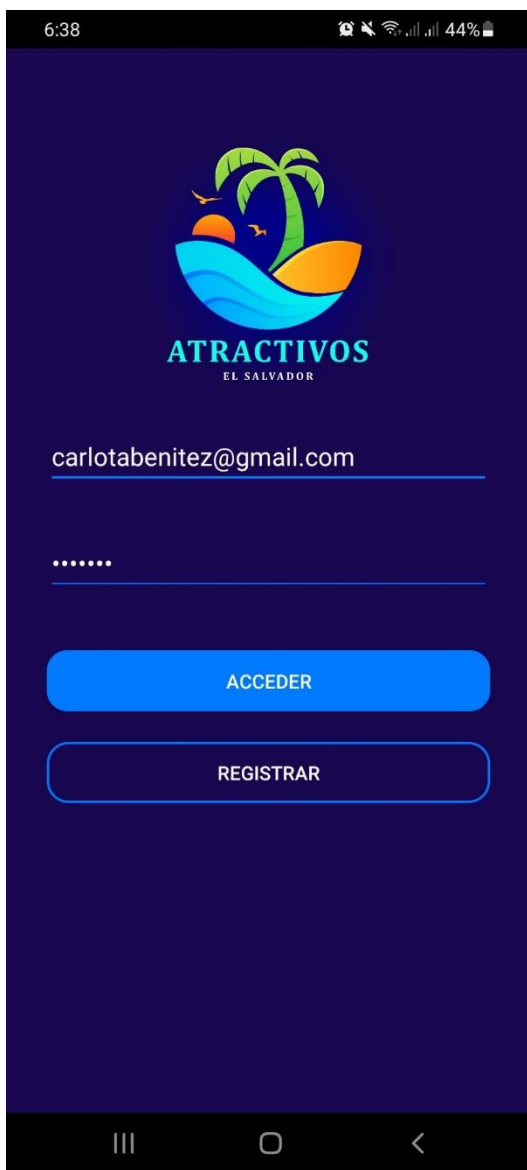 6:38 44%
ATRACTIVOS
EL SALVADOR
carlotabenitez@gmail.com
•••••••
ACCEDER
REGISTRAR